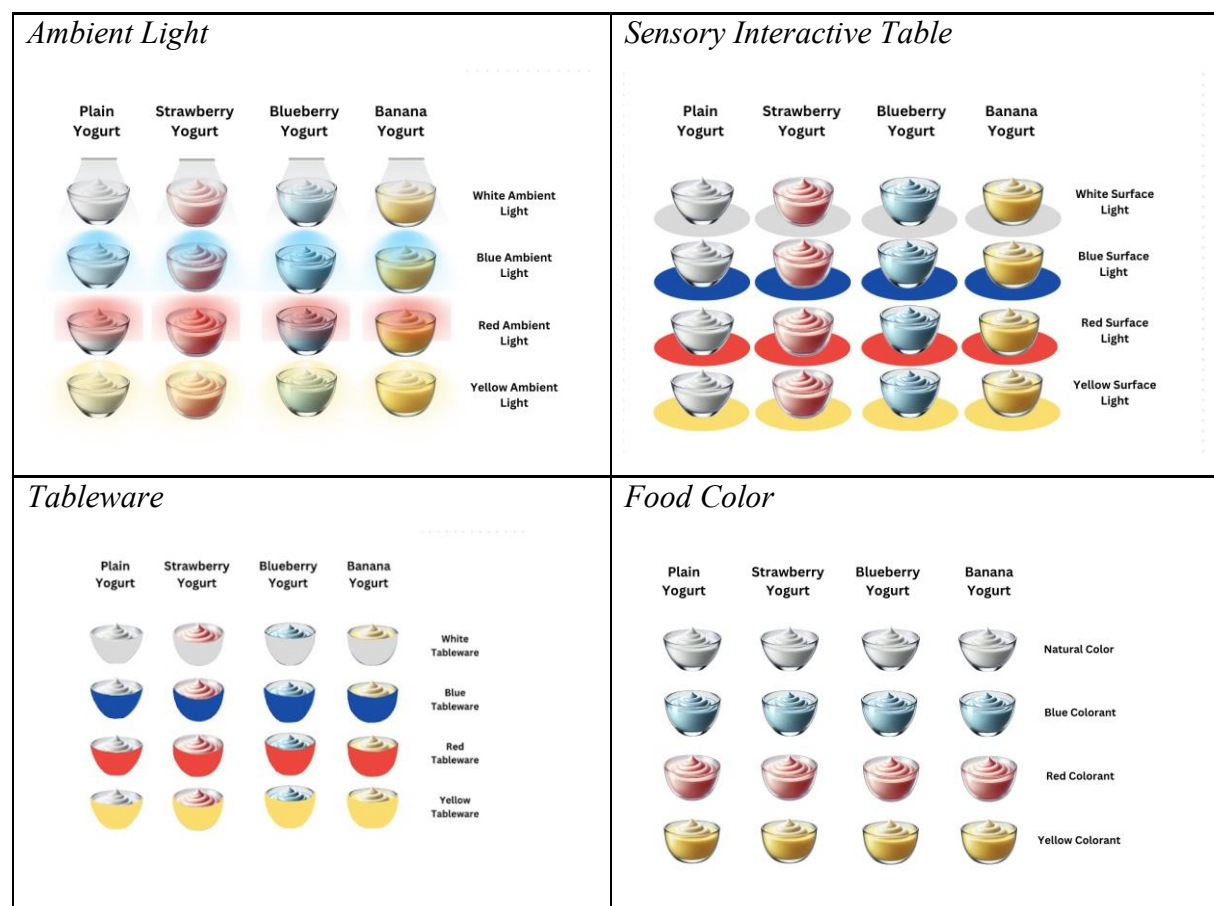 Ambient Light
Plain Yogurt
Strawberry Yogurt
Blueberry Yogurt
Banana Yogurt
White Ambient
Light
Blue Ambient
Light
Red Ambient
Light
Yellow Ambient
Light
Sensory Interactive Table
Plain Yogurt
Strawberry Yogurt
Blueberry Yogurt
Banana Yogurt
White Surface
Light
Blue Surface
Light
Red Surface
Light
Yellow Surface
Light
Tableware
Plain Yogurt
Strawberry Yogurt
Blueberry Yogurt
Banana Yogurt
White
Tableware
Blue
Tableware
Red
Tableware
Yellow
Tableware
Food Color
Plain Yogurt
Strawberry Yogurt
Blueberry Yogurt
Banana Yogurt
Natural Color
Blue Colorant
Red Colorant
Yellow Colorant